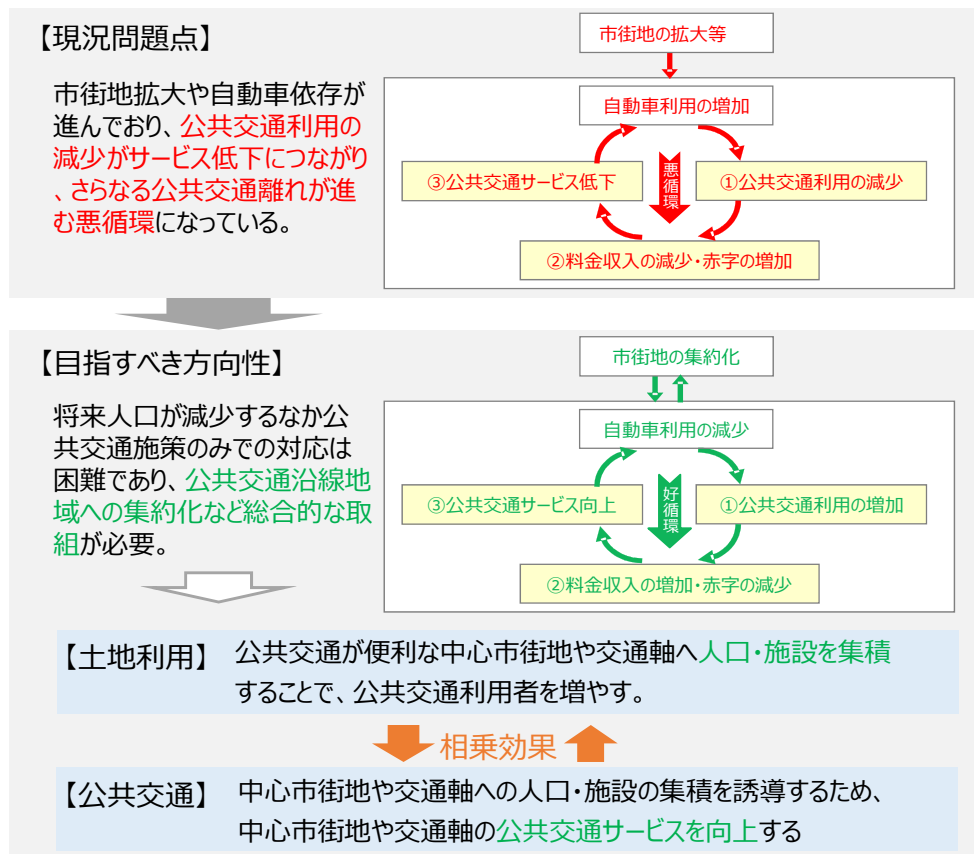 【現況問題点】
市街地拡大や自動車依存が
進んでおり、公共交通利用の
減少がサービス低下につながり
、さらなる公共交通離れが進
む悪循環になっている。
市街地の拡大等
自動車利用の増加
③公共交通サービス低下
悪循環
①公共交通利用の減少
②料金収入の減少・赤字の増加
【目指すべき方向性】
将来人口が減少するなか公
共交通施策のみでの対応は
困難であり、公共交通沿線地
域への集約化など総合的な取
組が必要。
市街地の集約化
自動車利用の減少
③公共交通サービス向上
好循環
①公共交通利用の増加
②料金収入の増加・赤字の減少
【土地利用】 公共交通が便利な中心市街地や交通軸へ人口・施設を集積
することで、公共交通利用者を増やす。
相乗効果
【公共交通】 中心市街地や交通軸への人口・施設の集積を誘導するため、
中心市街地や交通軸の公共交通サービスを向上する